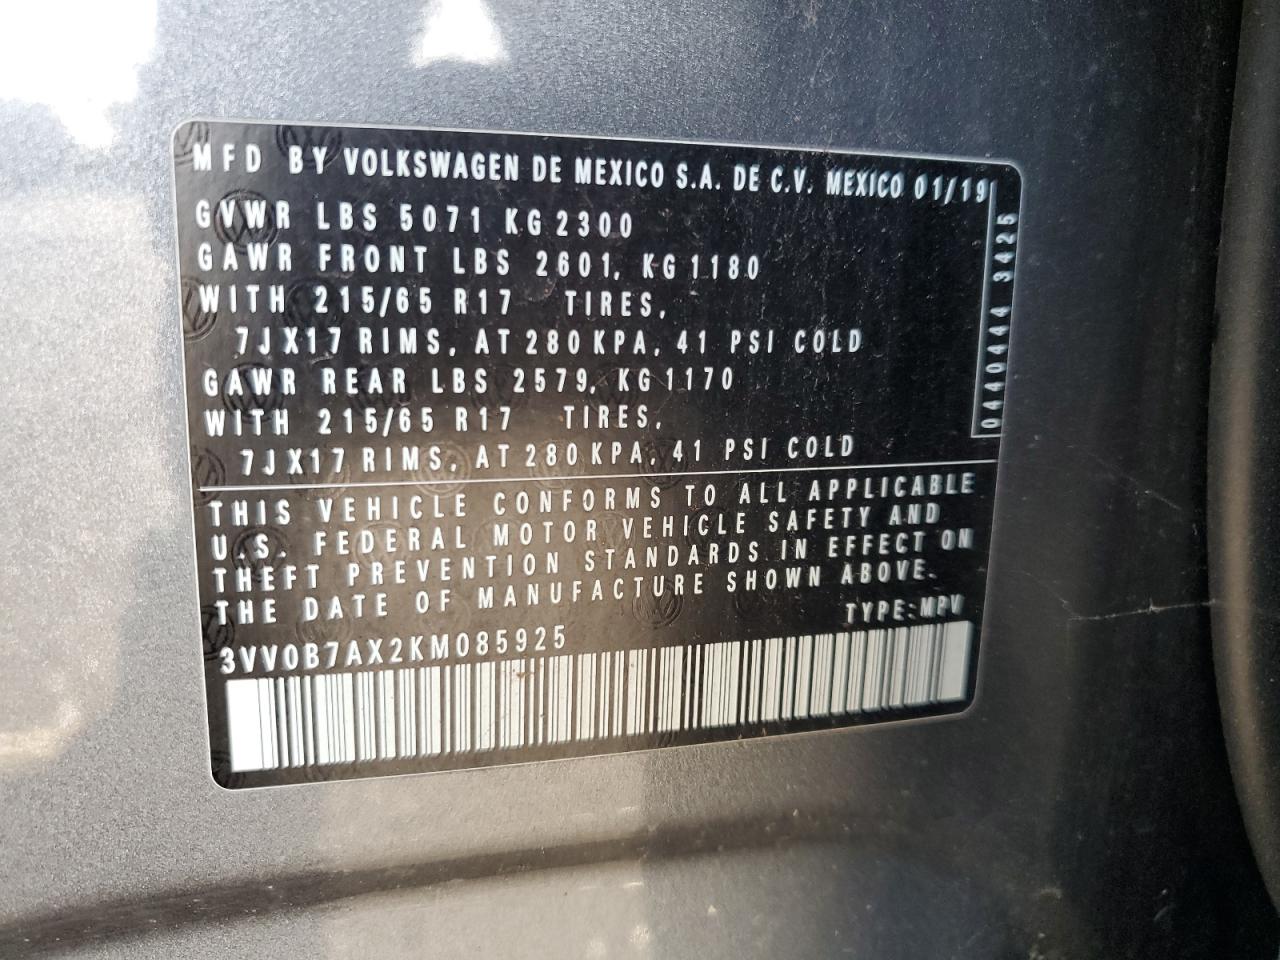 MFD BY VOLKSWAGEN DE MEXICO S.A. DE C.V. MEXICO 01/19
GVWR LBS 5071 KG 2300
GAWR FRONT LBS 2601, KG 1180
WITH 215/65 R17 TIRES,
7JX17 RIMS, AT 280 KPA, 41 PSI COLD
GAWR REAR LBS 2579, KG 1170
WITH 215/65 R17 TIRES,
7JX17 RIMS, AT 280 KPA, 41 PSI COLD
0440444 3425
THIS VEHICLE CONFORMS TO ALL APPLICABLE
U.S. FEDERAL MOTOR VEHICLE SAFETY AND
THEFT PREVENTION STANDARDS IN EFFECT ON
THE DATE OF MANUFACTURE SHOWN ABOVE.
TYPE:MPV
3VV0B7AX2KM085925